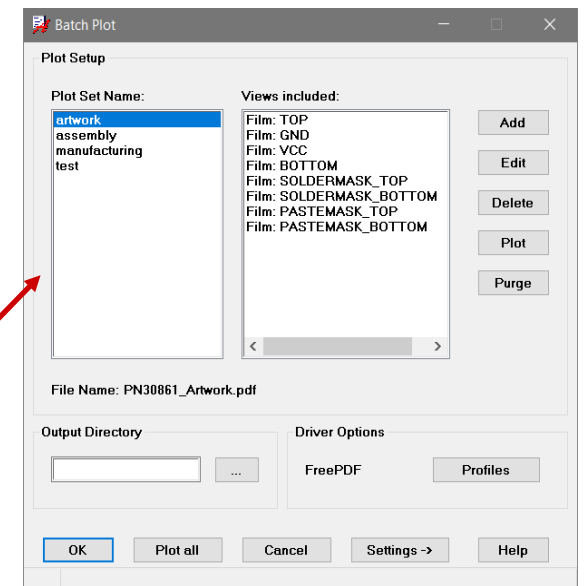 Batch Plot
Plot Setup
Plot Set Name:
Views included:
artwork
assembly
manufacturing
test
Film: TOP
Film: GND
Film: VCC
Film: BOTTOM
Film: SOLDERMASK_TOP
Film: SOLDERMASK_BOTTOM
Film: PASTEMASK_TOP
Film: PASTEMASK_BOTTOM
Add
Edit
Delete
Plot
Purge
File Name: PN30861_Artwork.pdf
Output Directory
...
Driver Options
FreePDF
Profiles
OK
Plot all
Cancel
Settings ->
Help